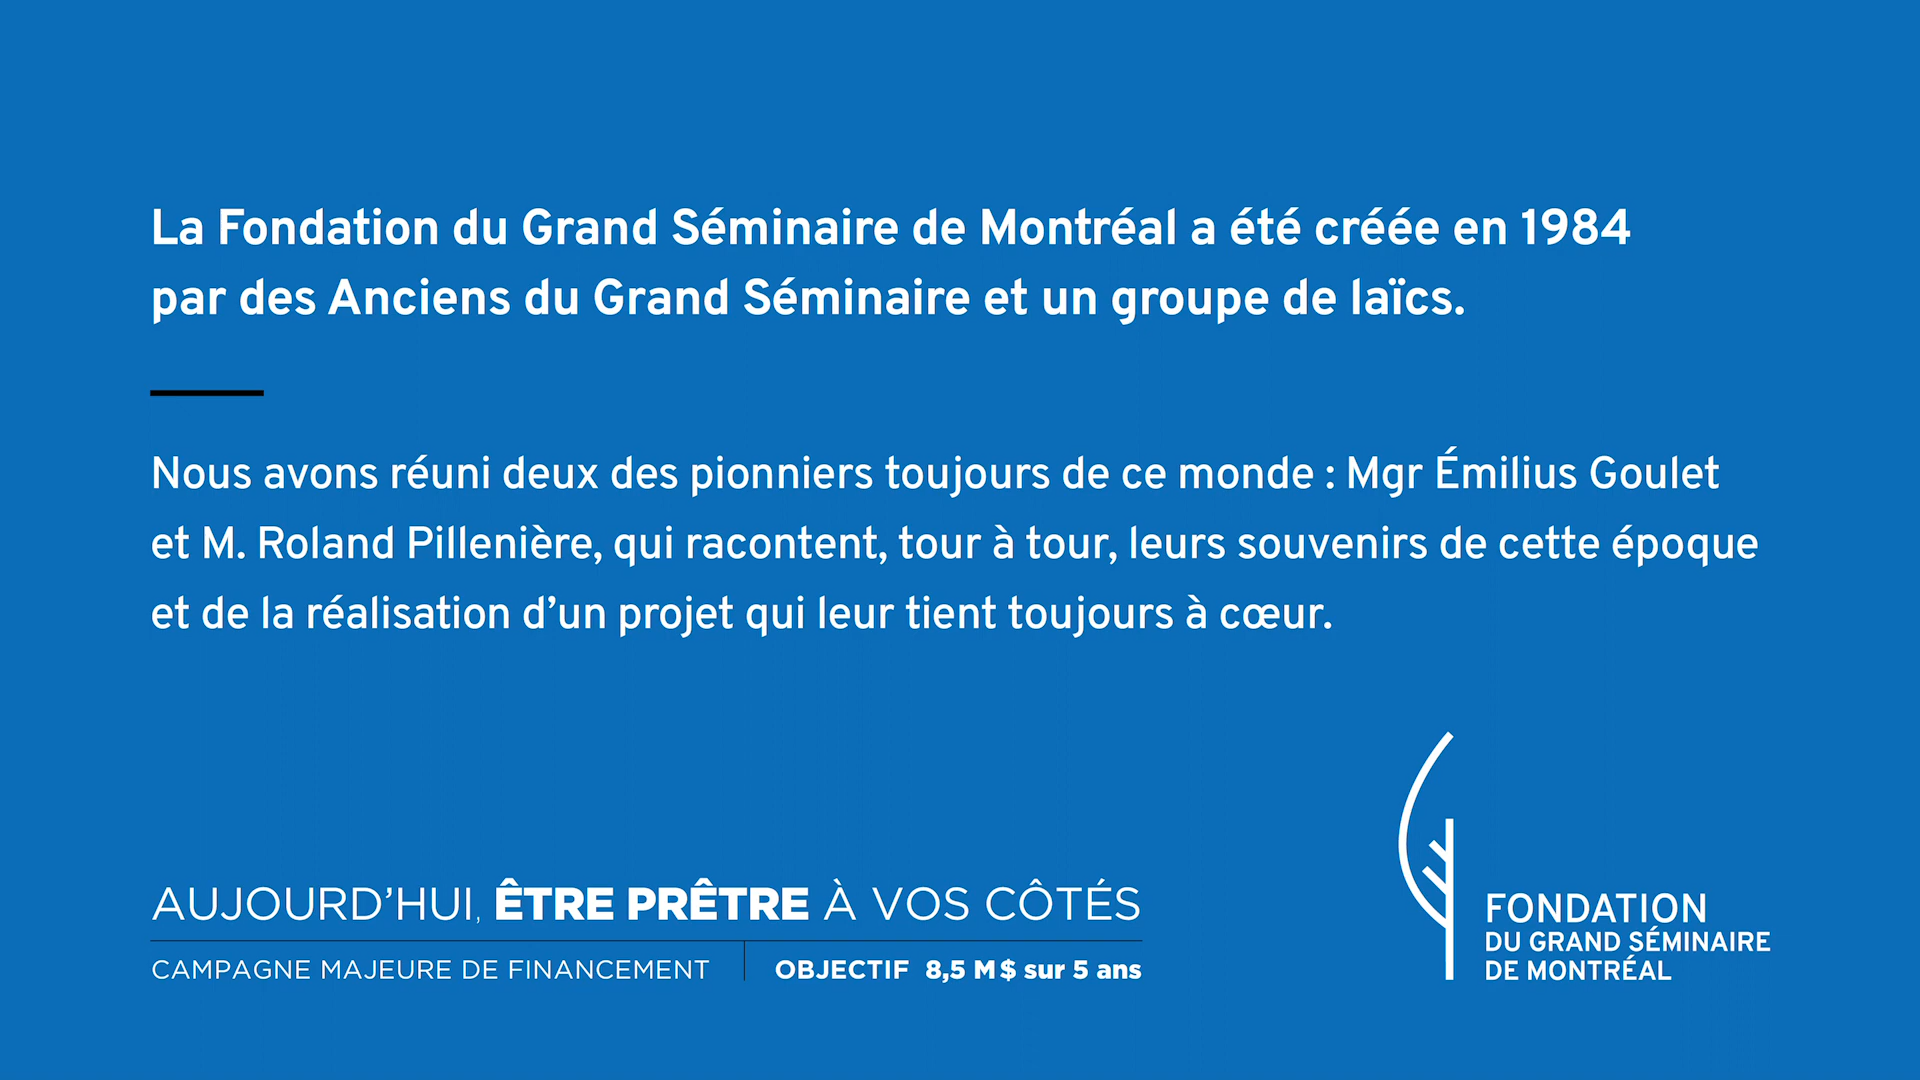 La Fondation du Grand Séminaire de Montréal a été créée en 1984
par des Anciens du Grand Séminaire et un groupe de laïcs.
Nous avons réuni deux des pionniers toujours de ce monde : Mgr Émilius Goulet
et M. Roland Pillenière, qui racontent, tour à tour, leurs souvenirs de cette époque
et de la réalisation d’un projet qui leur tient toujours à cœur.
AUJOURD’HUI, ÊTRE PRÊTRE À VOS CÔTÉS
CAMPAGNE MAJEURE DE FINANCEMENT OBJECTIF 8,5 M$ sur 5 ans
FONDATION
DU GRAND SÉMINAIRE
DE MONTRÉAL